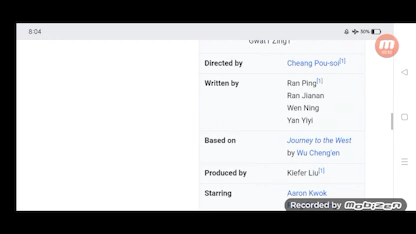 8:04
50%
Directed by Cheang Pou-soi[1]
Written by Ran Ping[1]
Ran Jianan
Wen Ning
Yan Yiyi
Based on Journey to the West
by Wu Cheng'en
Produced by Kiefer Liu[1]
Starring Aaron Kwok
Recorded by mobizen